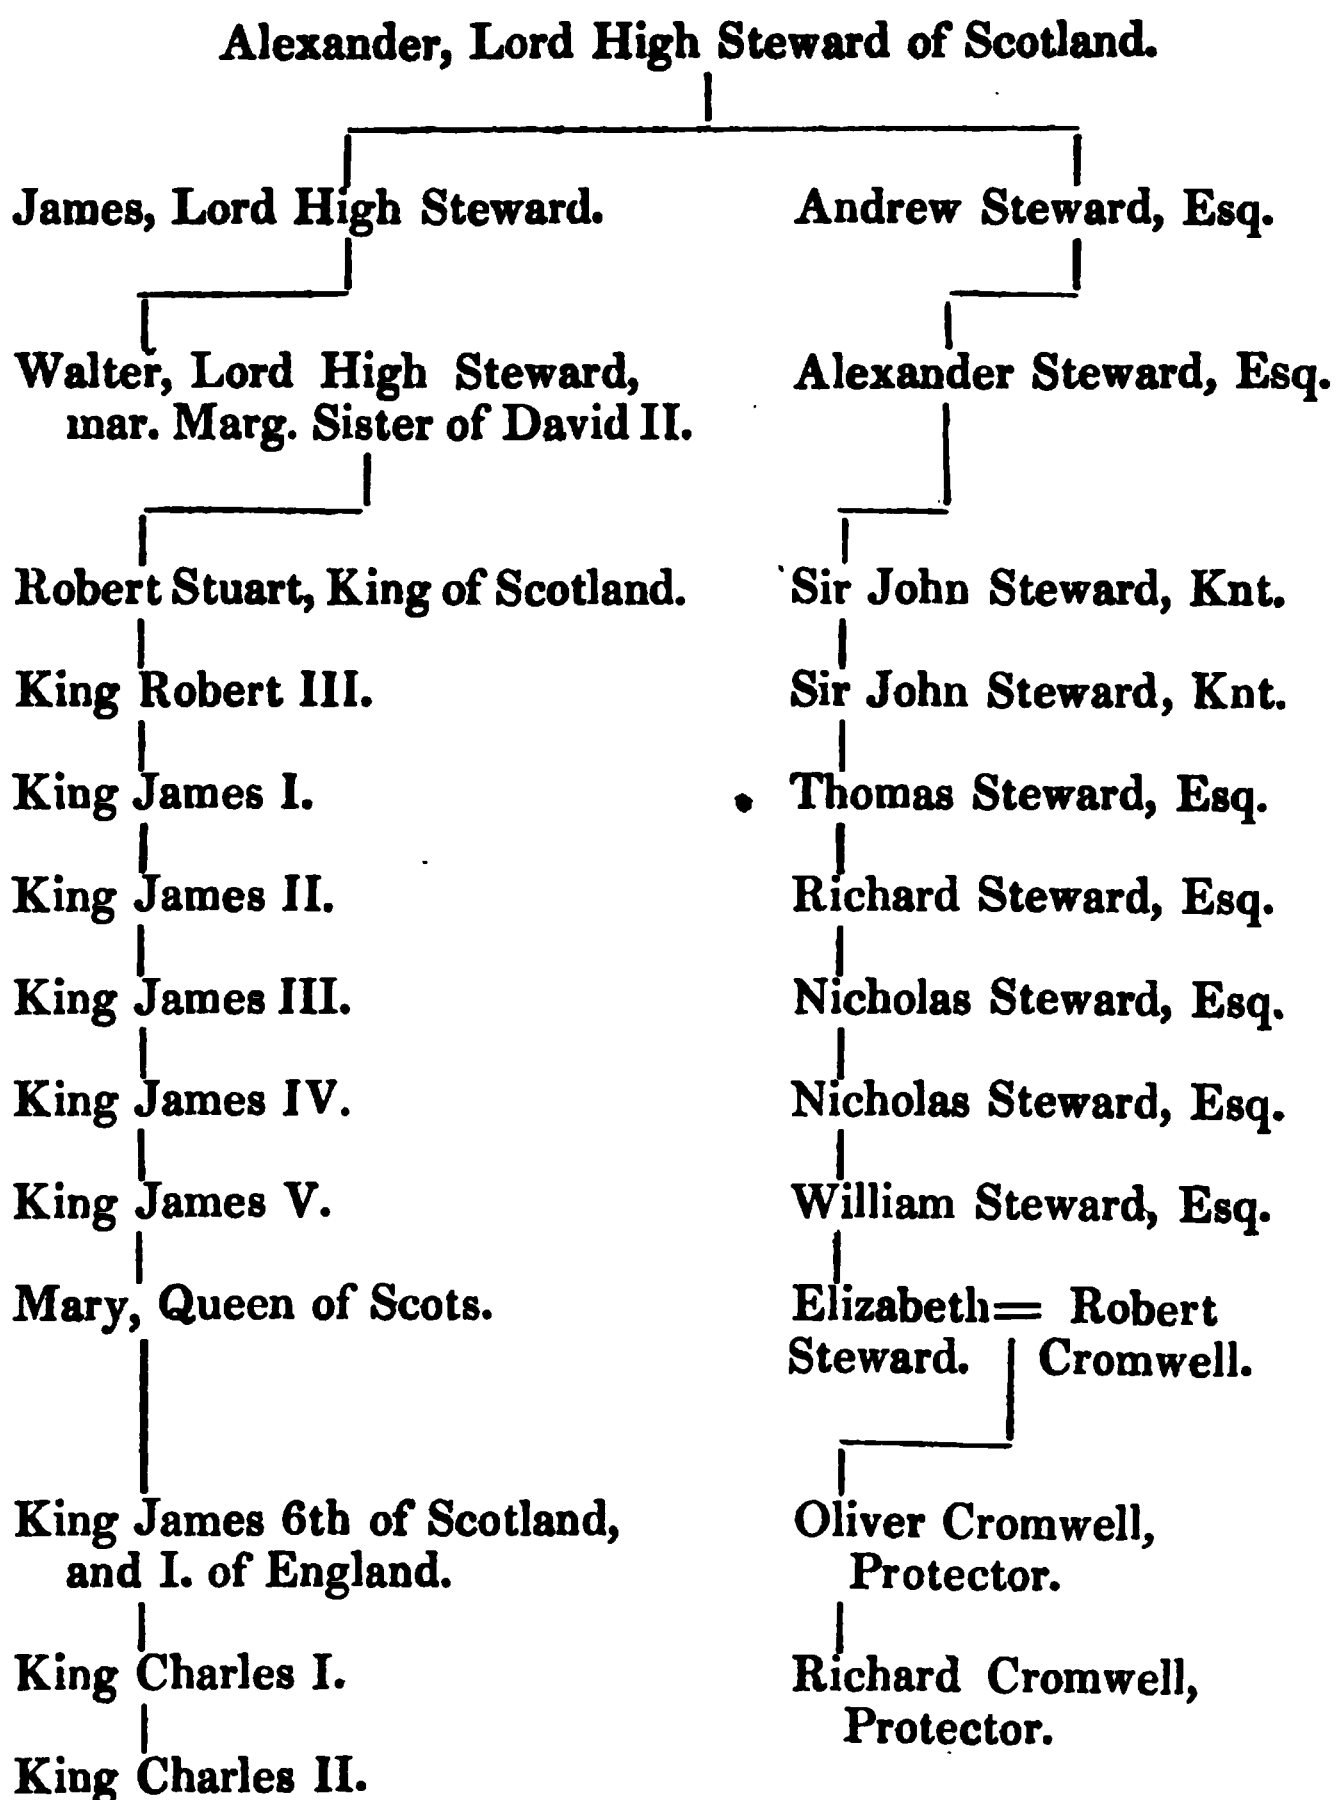 Alexander, Lord High Steward of Scotland.
James, Lord High Steward.
Andrew Steward, Esq.
Walter, Lord High Steward,
mar. Marg. Sister of David II.
Alexander Steward, Esq.
Robert Stuart, King of Scotland.
Sir John Steward, Knt.
King Robert III.
Sir John Steward, Knt.
King James I.
Thomas Steward, Esq.
King James II.
Richard Steward, Esq.
King James III.
Nicholas Steward, Esq.
King James IV.
Nicholas Steward, Esq.
King James V.
William Steward, Esq.
Mary, Queen of Scots.
Elizabeth = Robert
Steward. Cromwell.
King James 6th of Scotland,
and I. of England.
Oliver Cromwell,
Protector.
King Charles I.
Richard Cromwell,
Protector.
King Charles II.